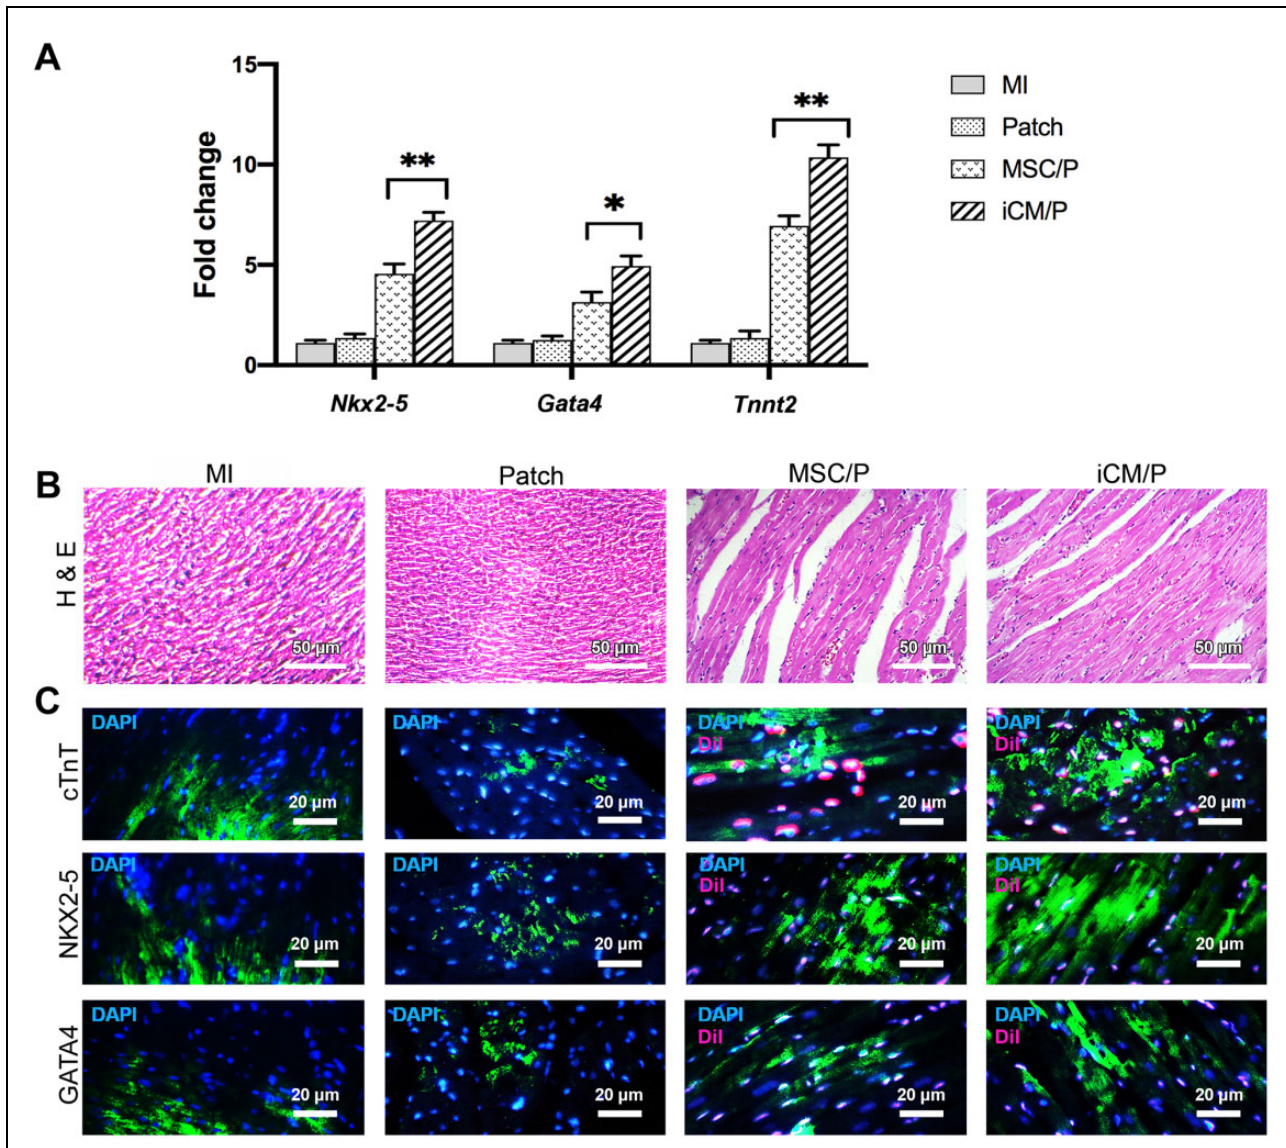 A
15
10
5
0
Fold change
**
*
**
Nkx2-5
Gata4
Tnnt2
MI
Patch
MSC/P
iCM/P
B
MI
Patch
MSC/P
iCM/P
H & E
50 µm
50 µm
50 µm
50 µm
C
cTnT
DAPI
20 µm
DAPI
20 µm
DAPI
DiI
20 µm
DAPI
DiI
20 µm
NKX2-5
DAPI
20 µm
DAPI
20 µm
DAPI
DiI
20 µm
DAPI
DiI
20 µm
GATA4
DAPI
20 µm
DAPI
20 µm
DAPI
DiI
20 µm
DAPI
DiI
20 µm